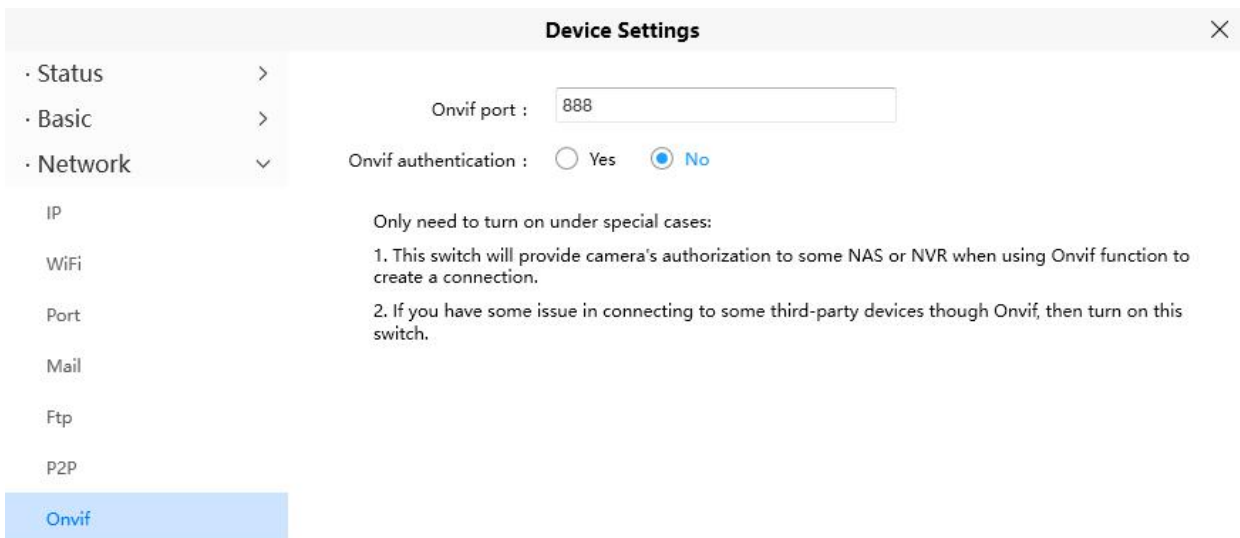 Device Settings
· Status
· Basic
· Network
IP
WiFi
Port
Mail
Ftp
P2P
Onvif
Onvif port : 888
Onvif authentication : Yes No
Only need to turn on under special cases:
1. This switch will provide camera's authorization to some NAS or NVR when using Onvif function to
create a connection.
2. If you have some issue in connecting to some third-party devices though Onvif, then turn on this
switch.